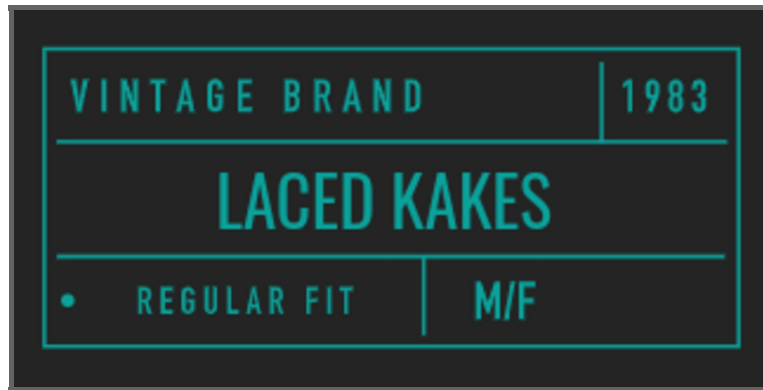 VINTAGE BRAND 1983
LACED KAKES
• REGULAR FIT M/F